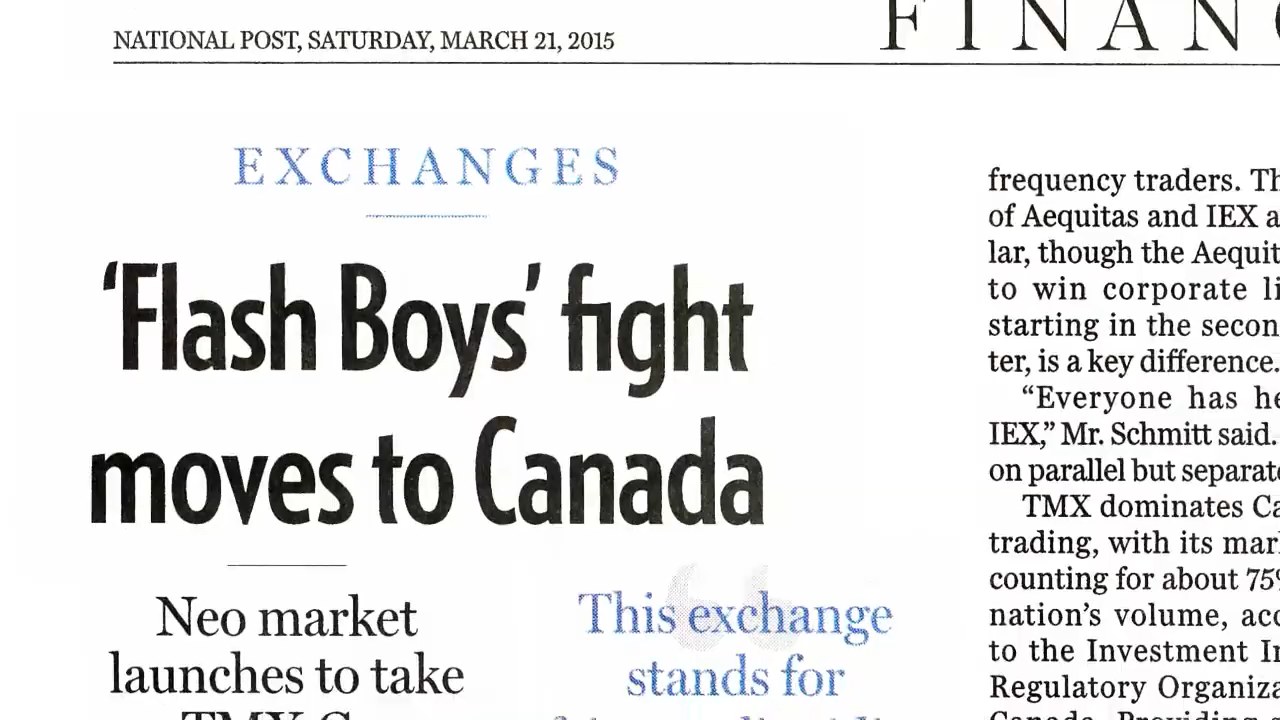 NATIONAL POST, SATURDAY, MARCH 21, 2015
EXCHANGES
‘Flash Boys’ fight
moves to Canada
Neo market
launches to take
This exchange
stands for
frequency traders.
of Aequitas and IEX
lar, though the
to win corporate
starting in the
ter, is a key difference.
“Everyone has
IEX,” Mr. Schmitt said.
on parallel but
TMX dominates
trading, with its
counting for about
nation’s volume,
to the Investment
Regulatory